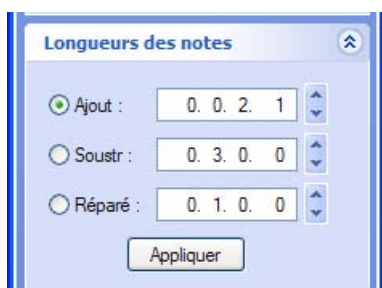 Longueurs des notes
Ajout : 0. 0. 2. 1
Soustr : 0. 3. 0. 0
Réparé : 0. 1. 0. 0
Appliquer